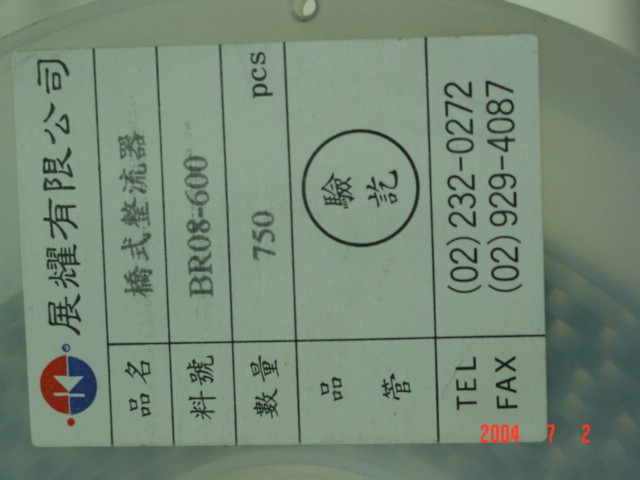 展耀有限公司
品名 橋式整流器
料號 BR08-600
數量 750 pcs
品管 驗訖
TEL (02)232-0272
FAX (02)929-4087
2004 7 2